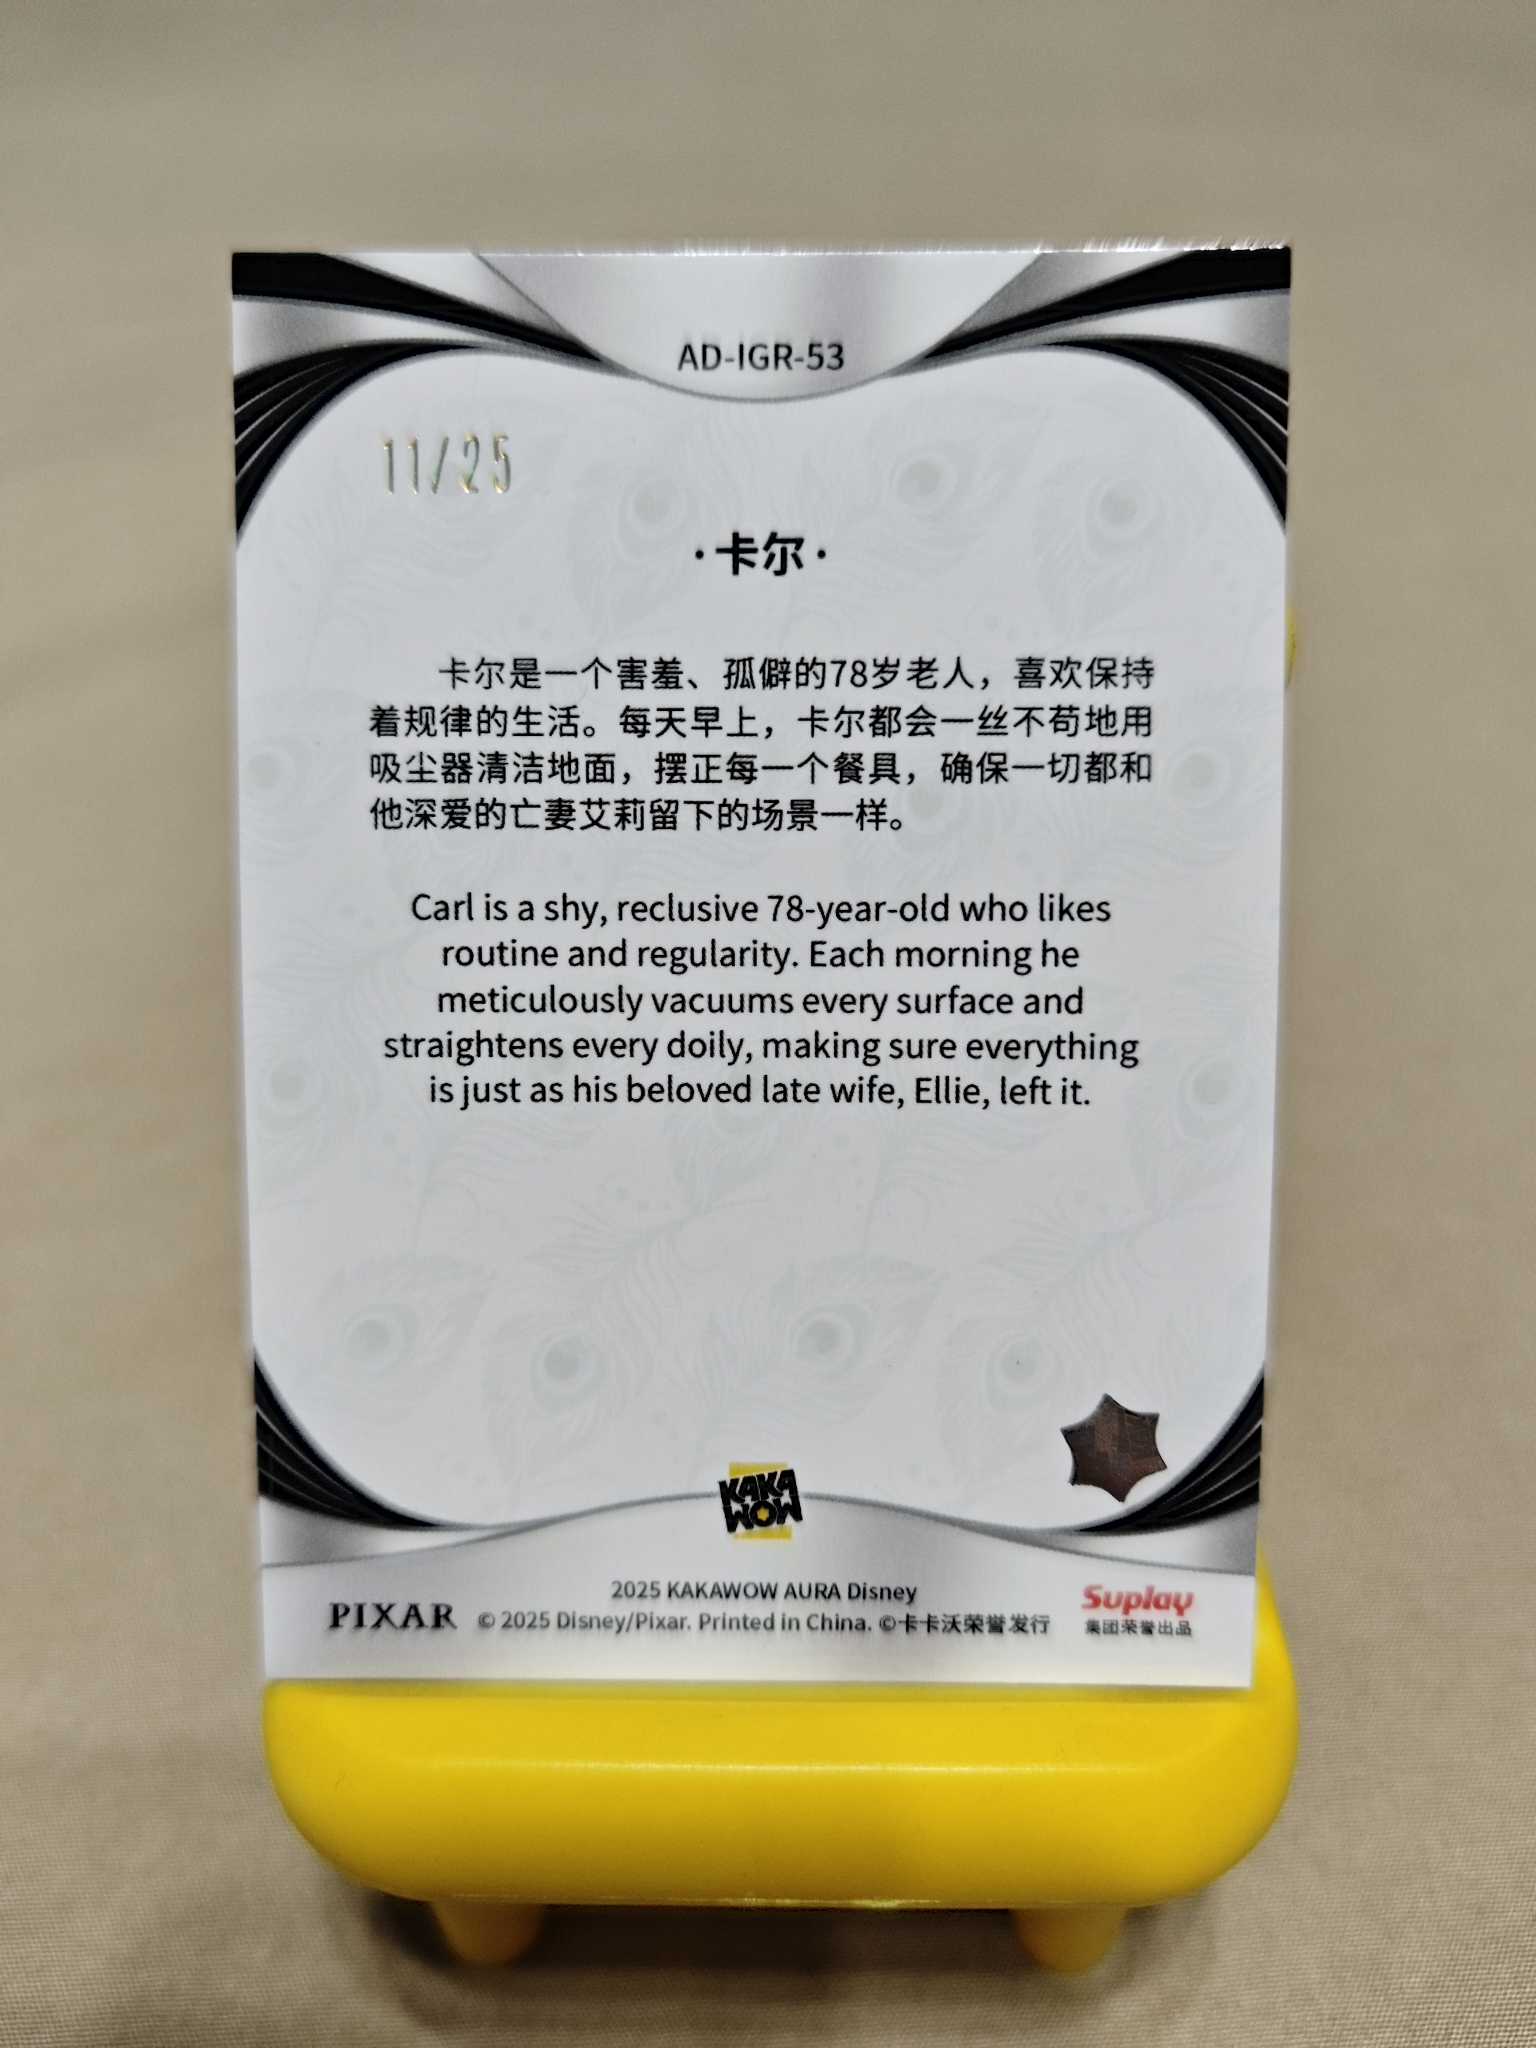 AD-IGR-53
11/25
·卡尔·
卡尔是一个害羞、孤僻的78岁老人，喜欢保持
着规律的生活。每天早上，卡尔都会一丝不苟地用
吸尘器清洁地面，摆正每一个餐具，确保一切都和
他深爱的亡妻艾莉留下的场景一样。
Carl is a shy, reclusive 78-year-old who likes
routine and regularity. Each morning he
meticulously vacuums every surface and
straightens every doily, making sure everything
is just as his beloved late wife, Ellie, left it.
KAKA
WOW
2025 KAKAWOW AURA Disney
PIXAR © 2025 Disney/Pixar. Printed in China. ©卡卡沃荣誉发行
Suplay
集团荣誉出品